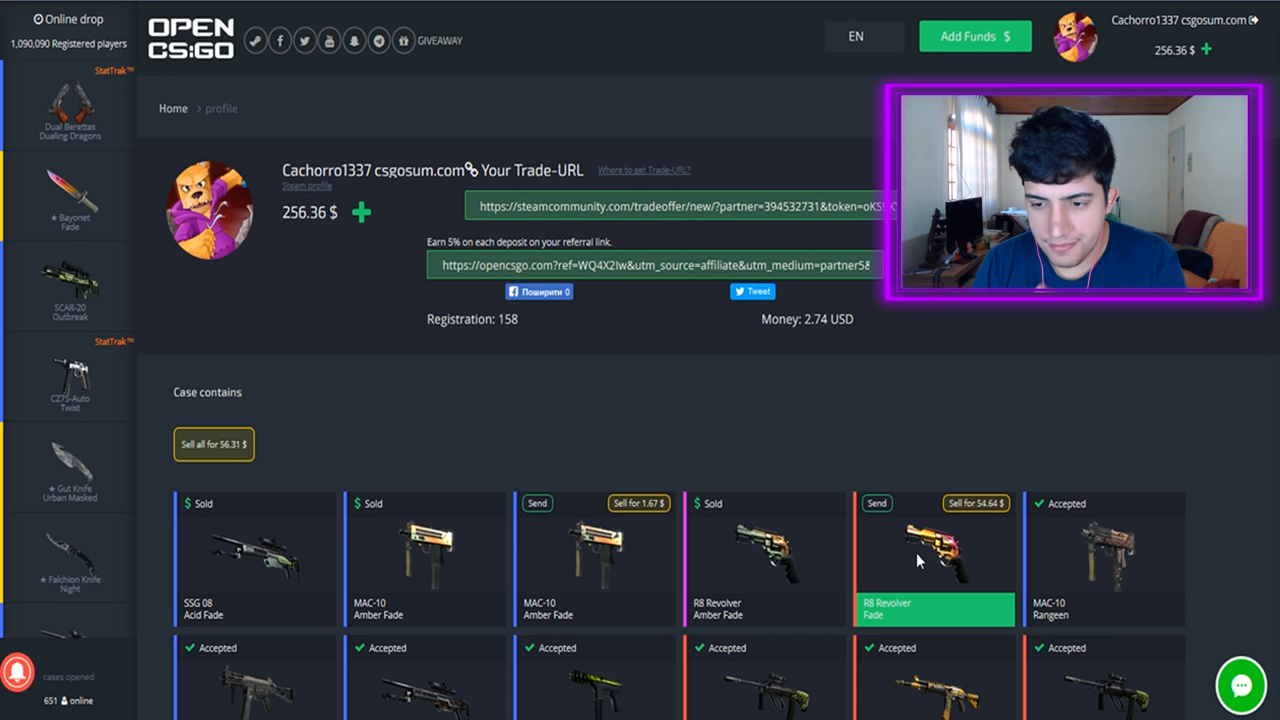 Online drop
1,090,090 Registered players
OPEN
CS:GO
GIVEAWAY
EN
Add Funds $
Cachorro1337 csgosum.com
256.36 $ +
StatTrak™
Dual Berettas
Dualing Dragons
★ Bayonet
Fade
SCAR-20
Outbreak
StatTrak™
CZ75-Auto
Twist
★ Gut Knife
Urban Masked
★ Falchion Knife
Night
cases opened
651 online
Home > profile
Cachorro1337 csgosum.com
Your Trade-URL
Where to get Trade-URL?
Steam profile
256.36 $ +
https://steamcommunity.com/tradeoffer/new/?partner=394532731&token=oKS
Earn 5% on each deposit on your referral link.
https://opencsgo.com?ref=WQ4X2Iw&utm_source=affiliate&utm_medium=partner58
Поширити 0
Tweet
Registration: 158
Money: 2.74 USD
Case contains
Sell all for 56.31 $
$ Sold
SSG 08
Acid Fade
$ Sold
MAC-10
Amber Fade
Send
Sell for 1.67 $
MAC-10
Amber Fade
$ Sold
R8 Revolver
Amber Fade
Send
Sell for 54.64 $
R8 Revolver
Fade
Accepted
MAC-10
Rangeen
Accepted
Accepted
Accepted
Accepted
Accepted
Accepted